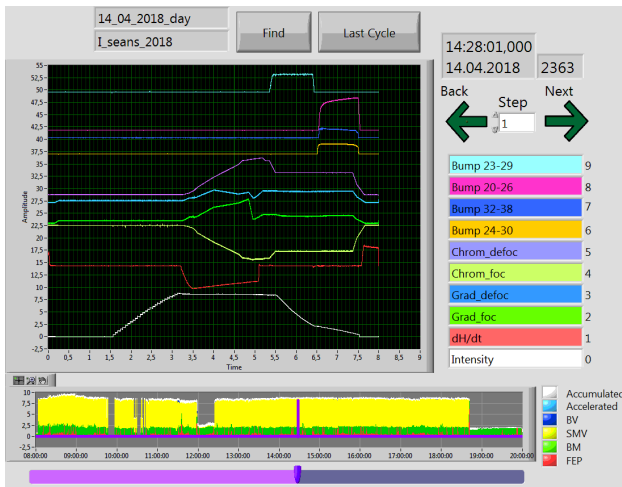 14_04_2018_day
I_seans_2018
Find
Last Cycle
14:28:01,000
14.04.2018
2363
Back
Next
Step
1
55-
52,5-
50-
47,5-
45-
42,5-
40-
37,5-
35-
32,5-
30-
27,5-
25-
22,5-
20-
17,5-
15-
12,5-
10-
7,5-
5-
2,5-
0-
-2,5-
Amplitude
0 0,5 1 1,5 2 2,5 3 3,5 4 4,5 5 5,5 6 6,5 7 7,5 8 8,5 9
Time
Bump 23-29 9
Bump 20-26 8
Bump 32-38 7
Bump 24-30 6
Chrom_defoc 5
Chrom_foc 4
Grad_defoc 3
Grad_foc 2
dH/dt 1
Intensity 0
10-
7,5-
5-
2,5-
0-
-2,5-
08:00:00 09:00:00 10:00:00 11:00:00 12:00:00 13:00:00 14:00:00 15:00:00 16:00:00 17:00:00 18:00:00 19:00:00 20:00:00
Accumulated
Accelerated
BV
SMV
BM
FEP